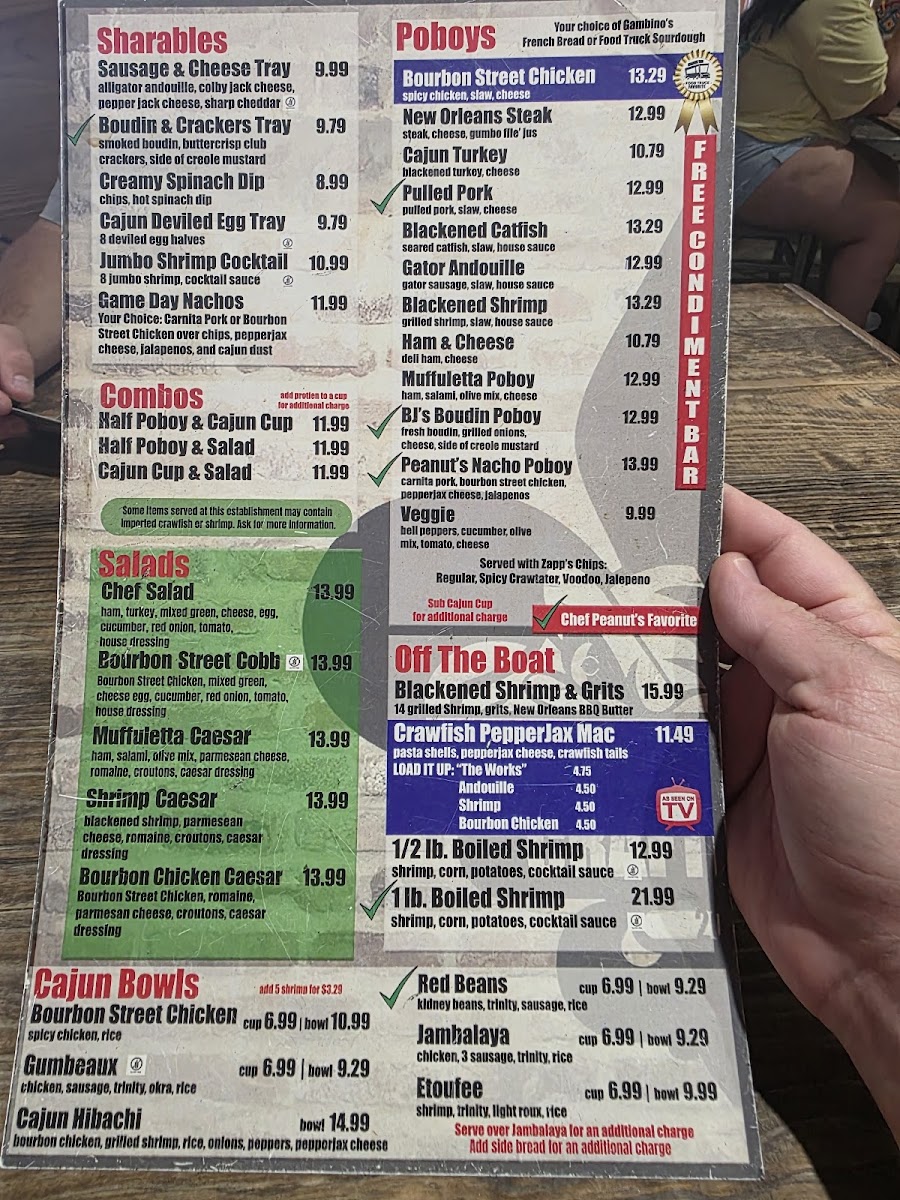 Sharables
Sausage & Cheese Tray 9.99
alligator andouille, colby jack cheese,
pepper jack cheese, sharp cheddar
Boudin & Crackers Tray 9.79
smoked boudin, buttercrisp club
crackers, side of creole mustard
Creamy Spinach Dip 8.99
chips, hot spinach dip
Cajun Deviled Egg Tray 9.79
8 deviled egg halves
Jumbo Shrimp Cocktail 10.99
8 jumbo shrimp, cocktail sauce
Game Day Nachos 11.99
Your Choice: Carnita Pork or Bourbon
Street Chicken over chips, pepperjax
cheese, jalapenos, and cajun dust
Combos
add protien to a cup
for additional charge
Half Poboy & Cajun Cup 11.99
Half Poboy & Salad 11.99
Cajun Cup & Salad 11.99
Some items served at this establishment may contain
imported crawfish or shrimp. Ask for more information.
Salads
Chef Salad 13.99
ham, turkey, mixed green, cheese, egg,
cucumber, red onion, tomato,
house dressing
Bourbon Street Cobb 13.99
Bourbon Street Chicken, mixed green,
cheese egg, cucumber, red onion, tomato,
house dressing
Muffuletta Caesar 13.99
ham, salami, olive mix, parmesean cheese,
romaine, croutons, caesar dressing
Shrimp Caesar 13.99
blackened shrimp, parmesean
cheese, romaine, croutons, caesar
dressing
Bourbon Chicken Caesar 13.99
Bourbon Street Chicken, romaine,
parmesan cheese, croutons, caesar
dressing
Poboys
Your choice of Gambino's
French Bread or Food Truck Sourdough
Bourbon Street Chicken 13.29
spicy chicken, slaw, cheese
FOOD TRUCK
FAVORITE
New Orleans Steak 12.99
steak, cheese, gumbo file' jus
Cajun Turkey 10.79
blackened turkey, cheese
Pulled Pork 12.99
pulled pork, slaw, cheese
Blackened Catfish 13.29
seared catfish, slaw, house sauce
Gator Andouille 12.99
gator sausage, slaw, house sauce
Blackened Shrimp 13.29
grilled shrimp, slaw, house sauce
Ham & Cheese 10.79
deli ham, cheese
Muffuletta Poboy 12.99
ham, salami, olive mix, cheese
BJ's Boudin Poboy 12.99
fresh boudin, grilled onions,
cheese, side of creole mustard
Peanut's Nacho Poboy 13.99
carnita pork, bourbon street chicken,
pepperjax cheese, jalapenos
Veggie 9.99
bell peppers, cucumber, olive
mix, tomato, cheese
Served with Zapp's Chips:
Regular, Spicy Crawtater, Voodoo, Jalepeno
Sub Cajun Cup
for additional charge
Chef Peanut's Favorite
FREE CONDIMENT BAR
Off The Boat
Blackened Shrimp & Grits 15.99
14 grilled Shrimp, grits, New Orleans BBQ Butter
Crawfish PepperJax Mac 11.49
pasta shells, pepperjax cheese, crawfish tails
LOAD IT UP: "The Works" 4.75
Andouille 4.50
Shrimp 4.50
Bourbon Chicken 4.50
AS SEEN ON
TV
1/2 lb. Boiled Shrimp 12.99
shrimp, corn, potatoes, cocktail sauce
1 lb. Boiled Shrimp 21.99
shrimp, corn, potatoes, cocktail sauce
Cajun Bowls
add 5 shrimp for $3.29
Bourbon Street Chicken cup 6.99 | bowl 10.99
spicy chicken, rice
Gumbeaux cup 6.99 | bowl 9.29
chicken, sausage, trinity, okra, rice
Cajun Hibachi bowl 14.99
bourbon chicken, grilled shrimp, rice, onions, peppers, pepperjax cheese
Red Beans cup 6.99 | bowl 9.29
kidney beans, trinity, sausage, rice
Jambalaya cup 6.99 | bowl 9.29
chicken, 3 sausage, trinity, rice
Etoufee cup 6.99 | bowl 9.99
shrimp, trinity, light roux, rice
Serve over Jambalaya for an additional charge
Add side bread for an additional charge